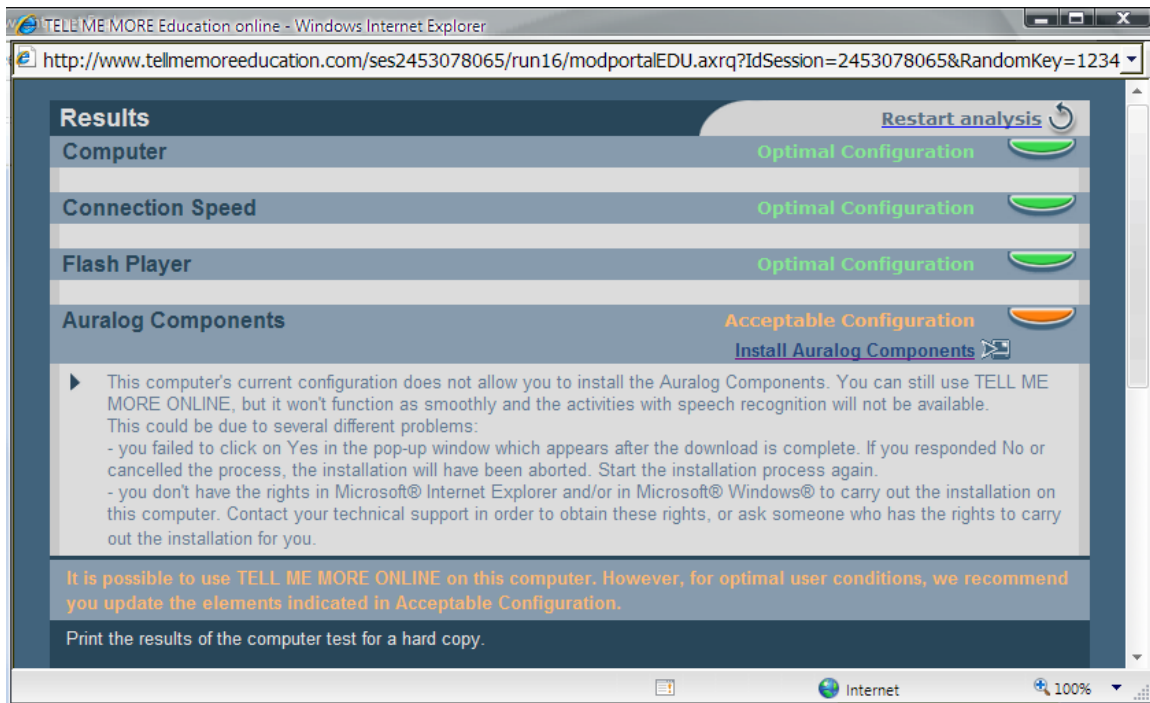 TELL ME MORE Education online - Windows Internet Explorer
http://www.tellmemoreeducation.com/ses2453078065/run16/modportalEDU.axrq?IdSession=2453078065&RandomKey=1234
Results
Restart analysis
Computer
Optimal Configuration
Connection Speed
Optimal Configuration
Flash Player
Optimal Configuration
Auralog Components
Acceptable Configuration
Install Auralog Components
This computer's current configuration does not allow you to install the Auralog Components. You can still use TELL ME
MORE ONLINE, but it won't function as smoothly and the activities with speech recognition will not be available.
This could be due to several different problems:
- you failed to click on Yes in the pop-up window which appears after the download is complete. If you responded No or
cancelled the process, the installation will have been aborted. Start the installation process again.
- you don't have the rights in Microsoft® Internet Explorer and/or in Microsoft® Windows® to carry out the installation on
this computer. Contact your technical support in order to obtain these rights, or ask someone who has the rights to carry
out the installation for you.
It is possible to use TELL ME MORE ONLINE on this computer. However, for optimal user conditions, we recommend
you update the elements indicated in Acceptable Configuration.
Print the results of the computer test for a hard copy.
Internet
100%